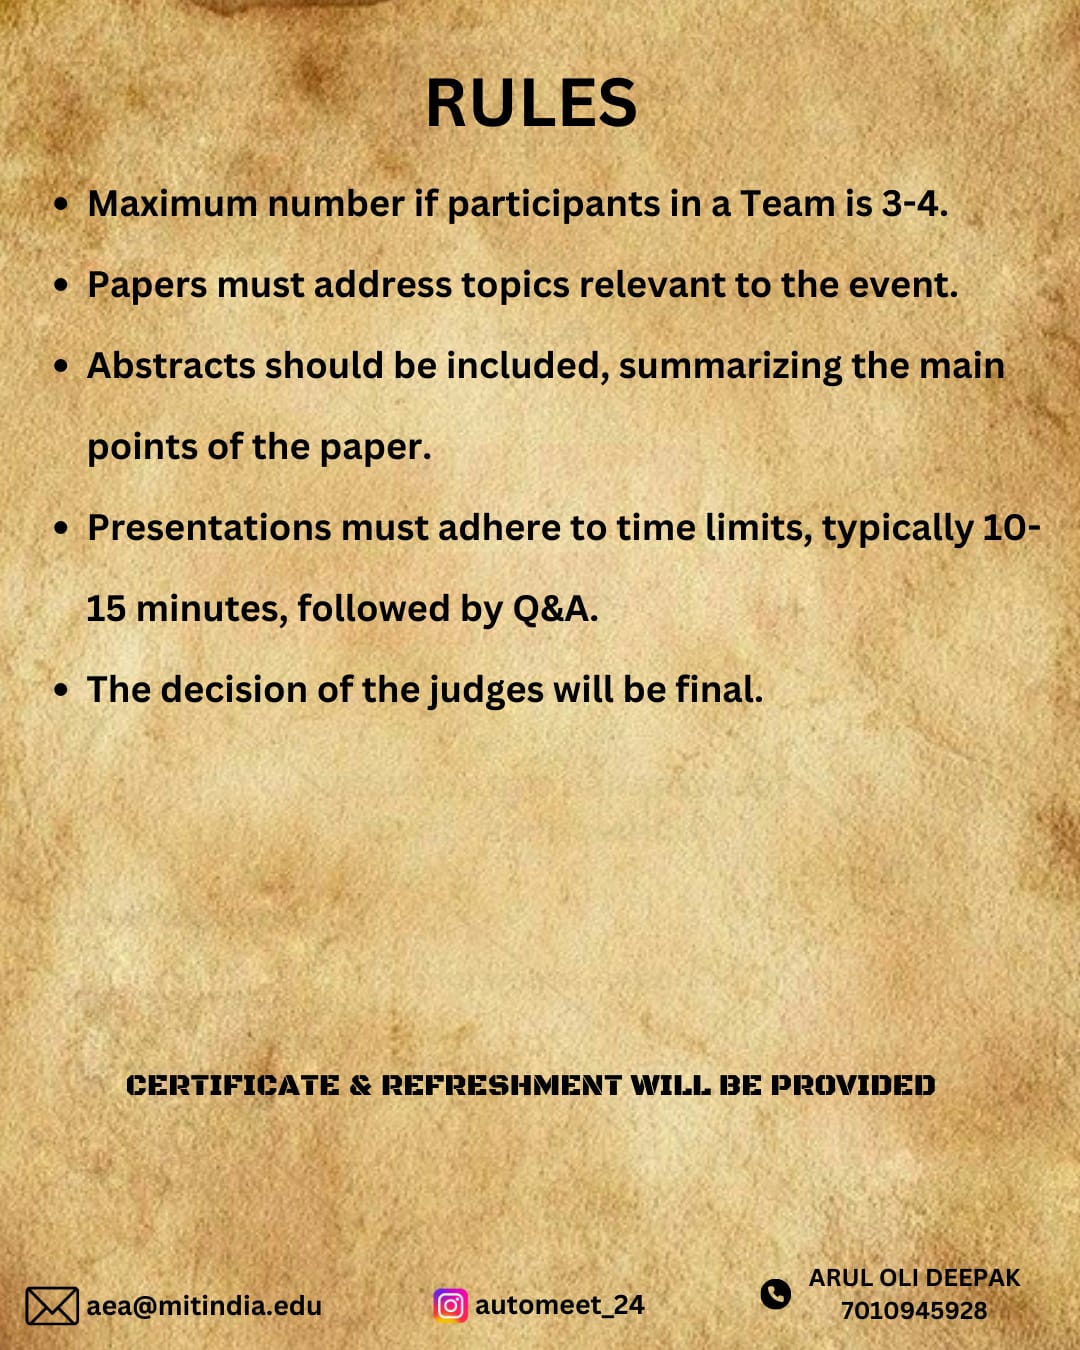 RULES
• Maximum number if participants in a Team is 3-4.
• Papers must address topics relevant to the event.
• Abstracts should be included, summarizing the main
points of the paper.
• Presentations must adhere to time limits, typically 10-
15 minutes, followed by Q&A.
• The decision of the judges will be final.
CERTIFICATE & REFRESHMENT WILL BE PROVIDED
aea@mitindia.edu
automeet_24
ARUL OLI DEEPAK
7010945928